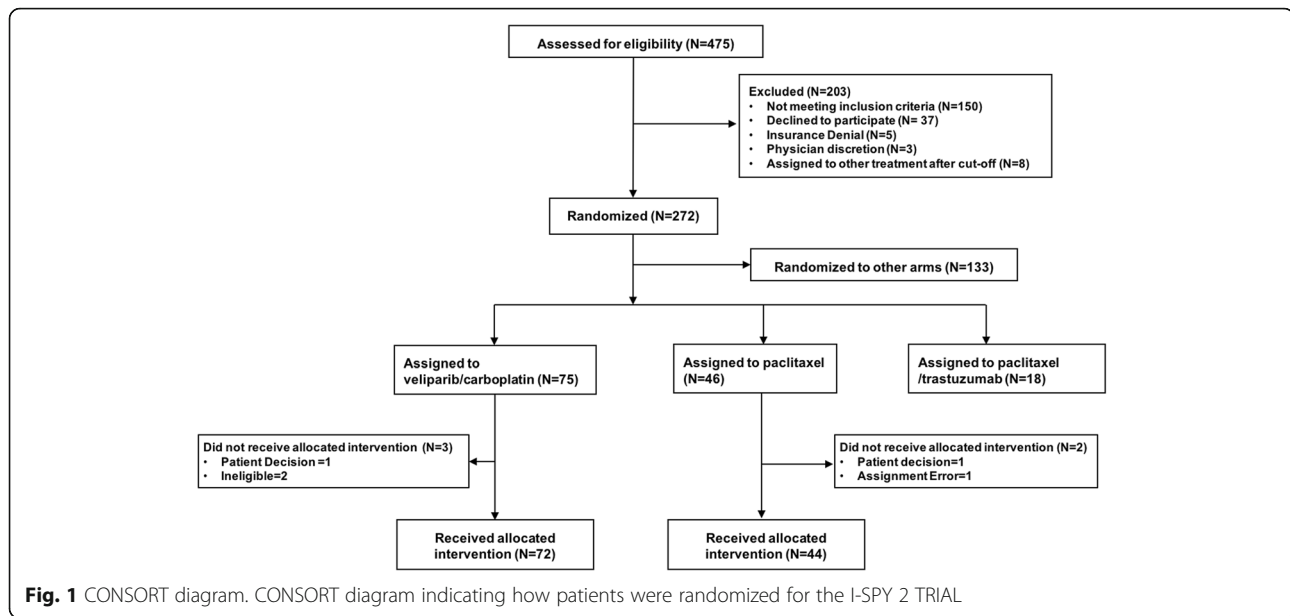 Assessed for eligibility (N=475)
Excluded (N=203)
• Not meeting inclusion criteria (N=150)
• Declined to participate (N= 37)
• Insurance Denial (N=5)
• Physician discretion (N=3)
• Assigned to other treatment after cut-off (N=8)
Randomized (N=272)
Randomized to other arms (N=133)
Assigned to
veliparib/carboplatin (N=75)
Assigned to paclitaxel
(N=46)
Assigned to paclitaxel
/trastuzumab (N=18)
Did not receive allocated intervention (N=3)
• Patient Decision =1
• Ineligible=2
Did not receive allocated intervention (N=2)
• Patient decision=1
• Assignment Error=1
Received allocated
intervention (N=72)
Received allocated
intervention (N=44)
Fig. 1 CONSORT diagram. CONSORT diagram indicating how patients were randomized for the I-SPY 2 TRIAL